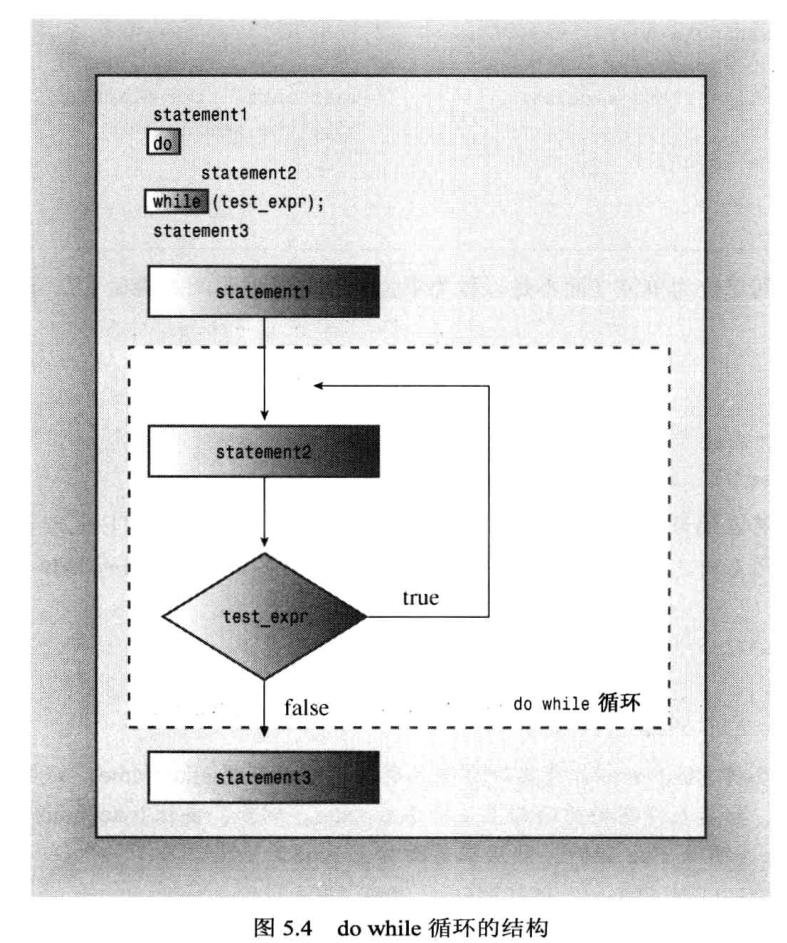 statement1
do
statement2
while (test_expr);
statement3
statement1
statement2
test_expr
true
false
do while 循环
statement3
图 5.4 do while 循环的结构